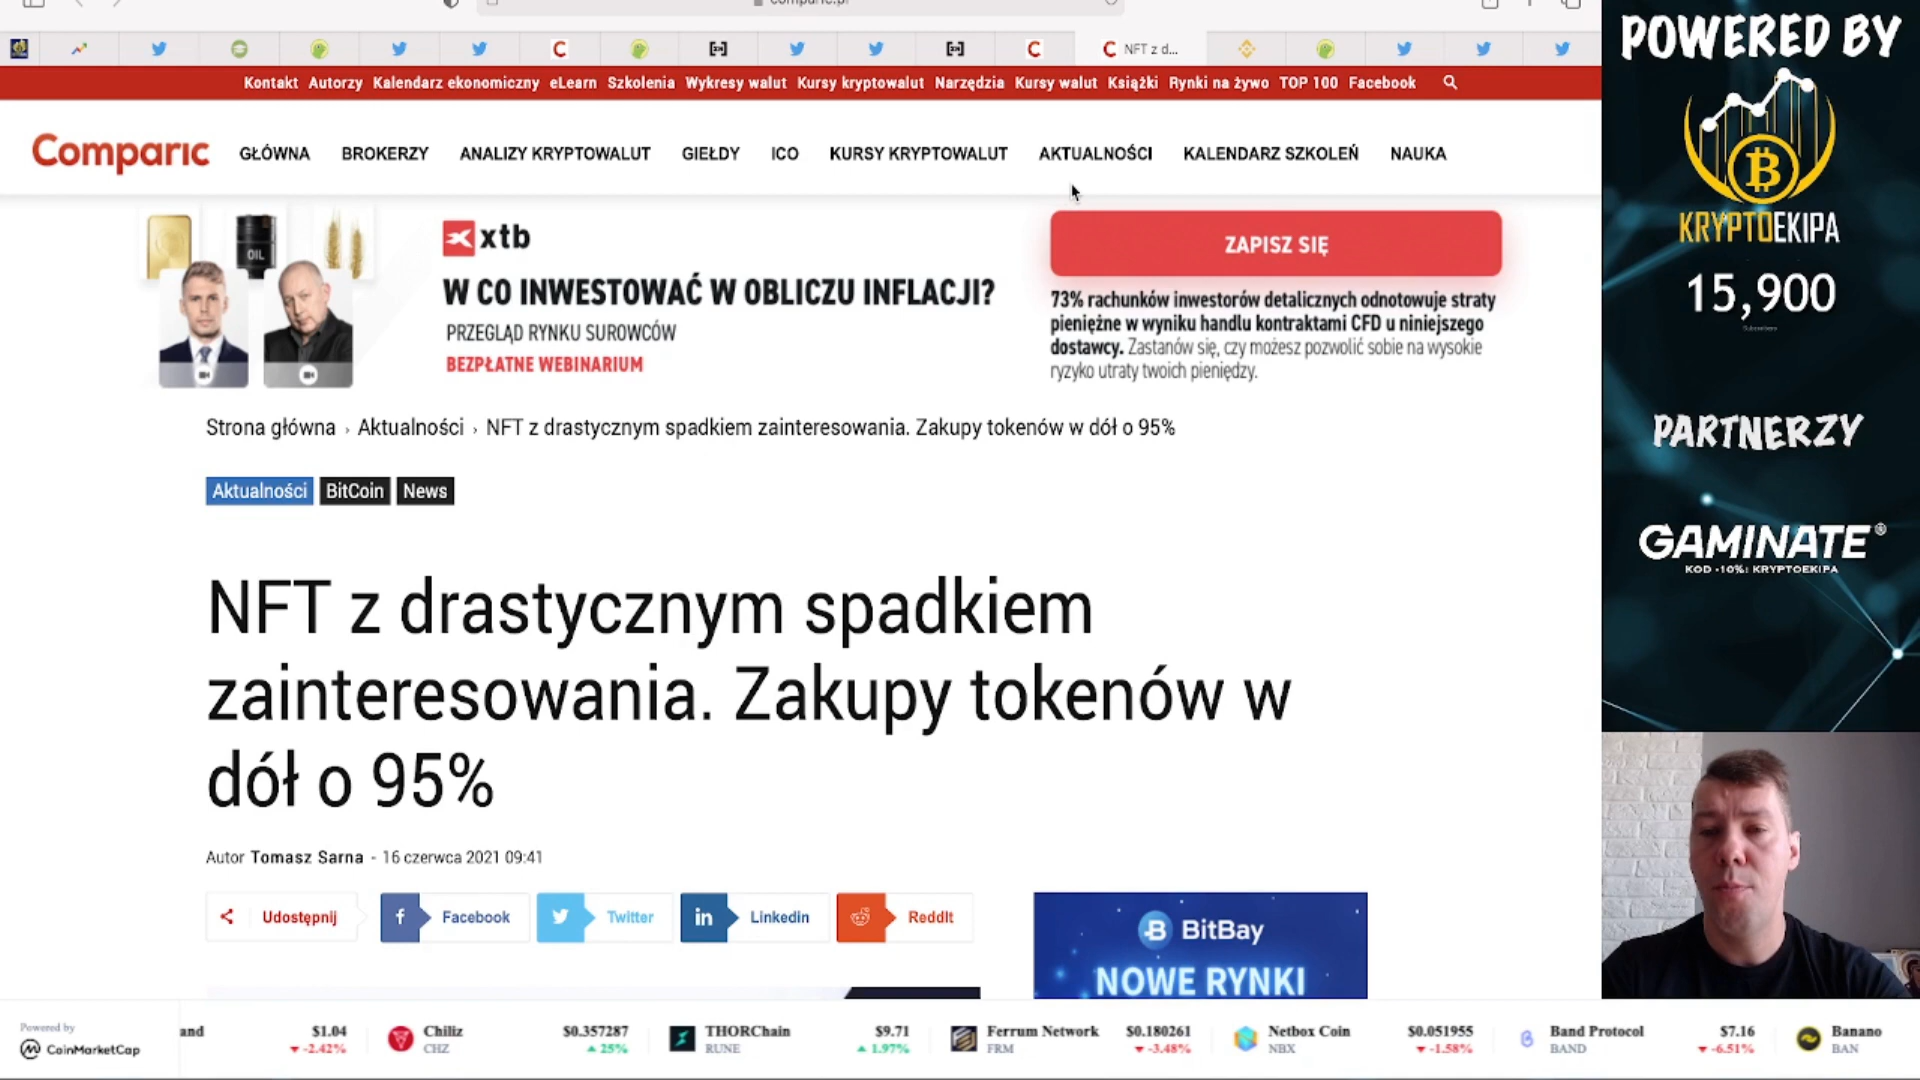 NFT z d...
Kontakt Autorzy Kalendarz ekonomiczny eLearn Szkolenia Wykresy walut Kursy kryptowalut Narzędzia Kursy walut Książki Rynki na żywo TOP 100 Facebook
Comparic
GŁÓWNA BROKERZY ANALIZY KRYPTOWALUT GIEŁDY ICO KURSY KRYPTOWALUT AKTUALNOŚCI KALENDARZ SZKOLEŃ NAUKA
OIL
xtb
W CO INWESTOWAĆ W OBLICZU INFLACJI?
PRZEGLĄD RYNKU SUROWCÓW
BEZPŁATNE WEBINARIUM
ZAPISZ SIĘ
73% rachunków inwestorów detalicznych odnotowuje straty
pieniężne w wyniku handlu kontraktami CFD u niniejszego
dostawcy. Zastanów się, czy możesz pozwolić sobie na wysokie
ryzyko utraty twoich pieniędzy.
Strona główna › Aktualności › NFT z drastycznym spadkiem zainteresowania. Zakupy tokenów w dół o 95%
Aktualności BitCoin News
NFT z drastycznym spadkiem
zainteresowania. Zakupy tokenów w
dół o 95%
Autor Tomasz Sarna - 16 czerwca 2021 09:41
Udostępnij Facebook Twitter Linkedin ReddIt
BitBay
NOWE RYNKI
POWERED BY
KRYPTOEKIPA
15,900
Subscribers
PARTNERZY
GAMINATE®
KOD -10%: KRYPTOEKIPA
Powered by
CoinMarketCap
and $1.04 Chiliz $0.357287 THORChain $9.71 Ferrum Network $0.180261 Netbox Coin $0.051955 Band Protocol $7.16 Banano
▼ -2.42% CHZ ▲ 25% RUNE ▲ 1.97% FRM ▼ -3.48% NBX ▼ -1.58% BAND ▼ -6.51% BAN